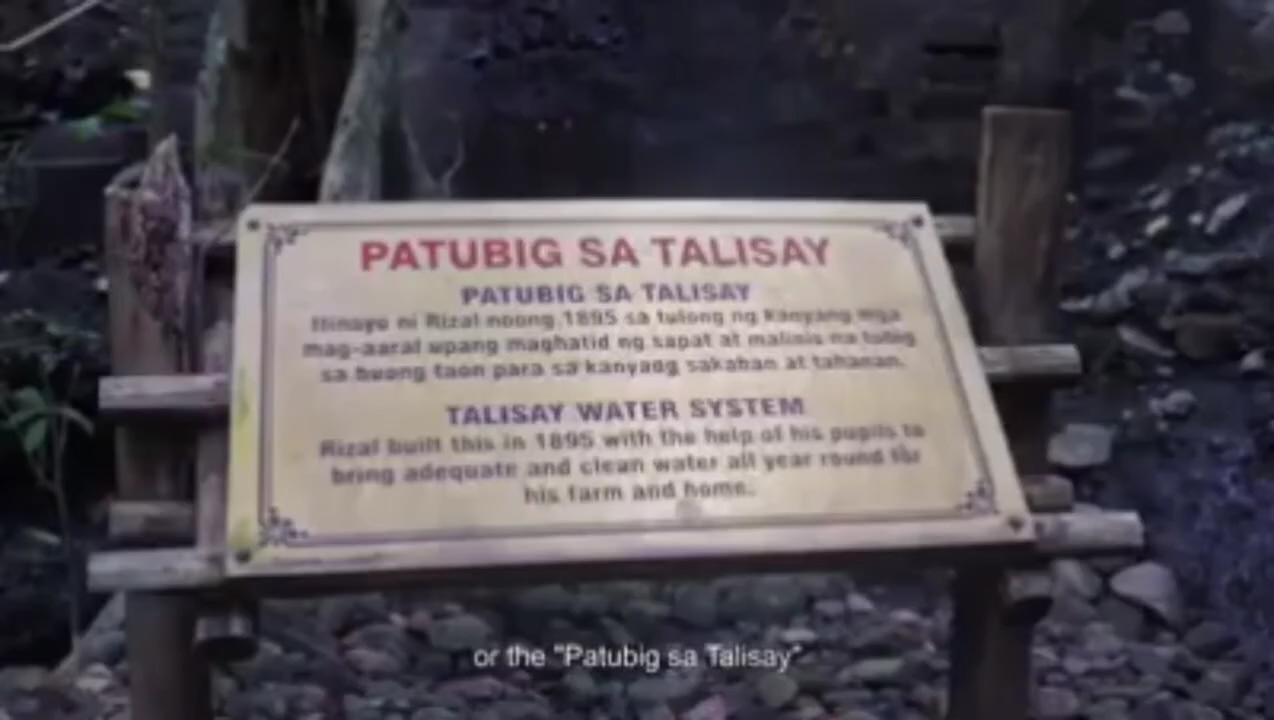 PATUBIG SA TALISAY
PATUBIG SA TALISAY
Itinayo ni Rizal noong 1895 sa tulong ng kanyang mga
mag-aaral upang maghatid ng sapat at malinis na tubig
sa buong taon para sa kanyang sakahan at tahanan.
TALISAY WATER SYSTEM
Rizal built this in 1895 with the help of his pupils to
bring adequate and clean water all year round for
his farm and home.
or the "Patubig sa Talisay"